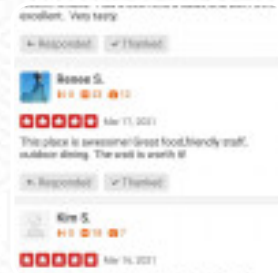 excellent. Very tasty.
Responded Thanked
Renee S.
Mar 17, 2021
This place is awesome! Great food,friendly staff,
outdoor dining. The wait is worth it!
Responded Thanked
Kim S.
Mar 16, 2021